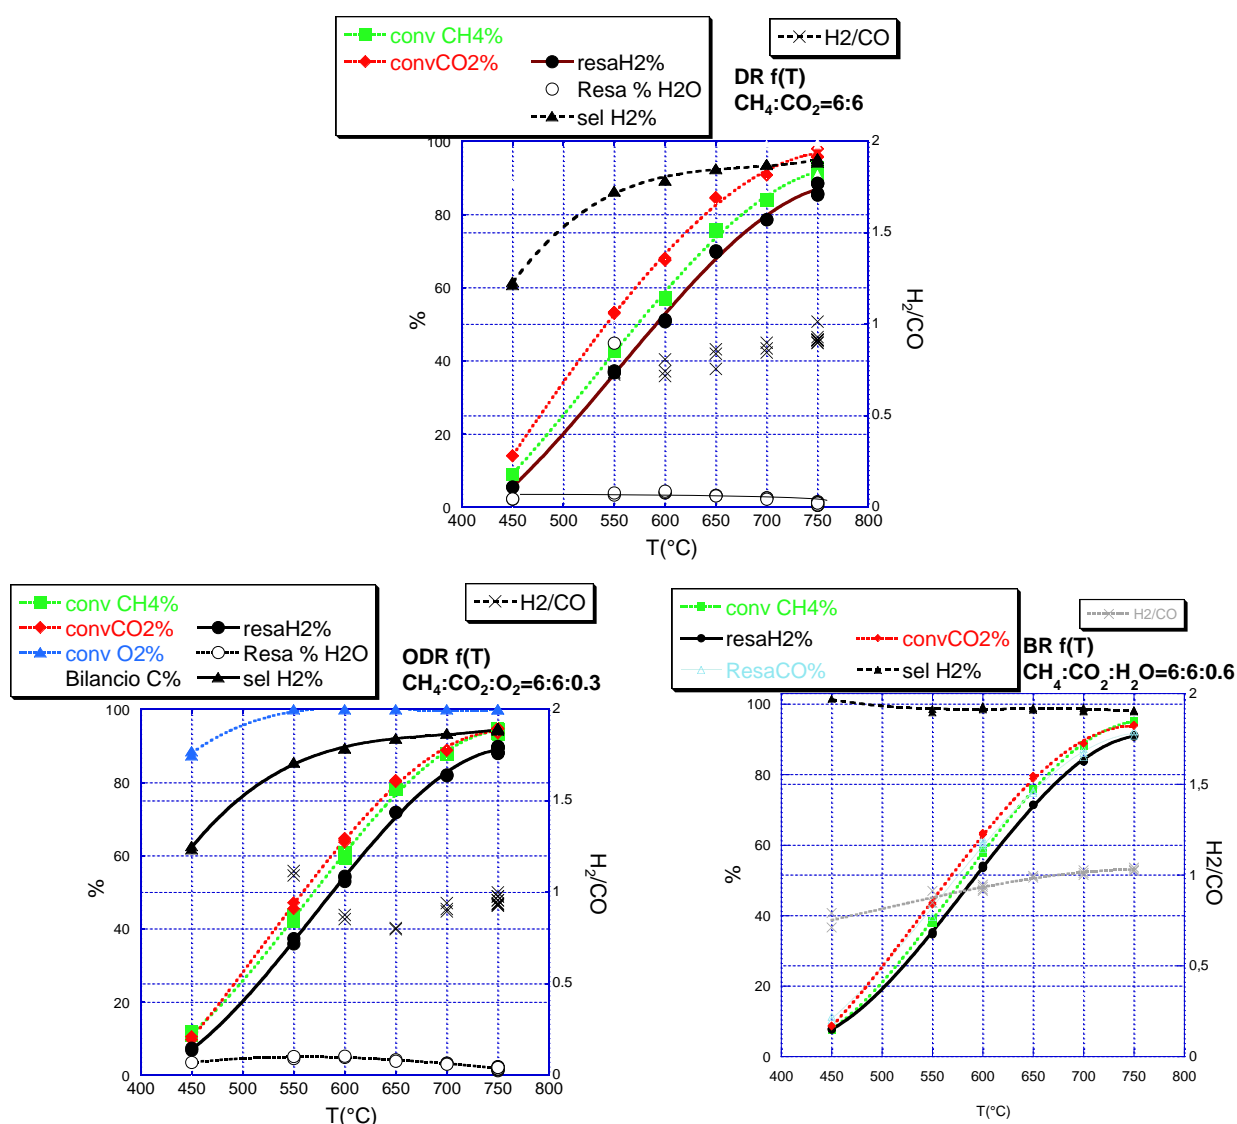 conv CH4%
convCO2%
resaH2%
Resa % H2O
sel H2%
H2/CO
DR f(T)
CH4:CO2=6:6
100
80
60
40
20
0
%
2
1.5
1
0.5
0
H2/CO
400 450 500 550 600 650 700 750 800
T(°C)
conv CH4%
convCO2%
conv O2%
Bilancio C%
resaH2%
Resa % H2O
sel H2%
H2/CO
ODR f(T)
CH4:CO2:O2=6:6:0.3
100
80
60
40
20
0
%
2
1.5
1
0.5
0
H2/CO
400 450 500 550 600 650 700 750 800
T(°C)
conv CH4%
resaH2%
convCO2%
ResaCO%
sel H2%
H2/CO
BR f(T)
CH4:CO2:H2O=6:6:0.6
100
80
60
40
20
0
%
2
1,5
1
0,5
0
H2/CO
400 450 500 550 600 650 700 750 800
T(°C)